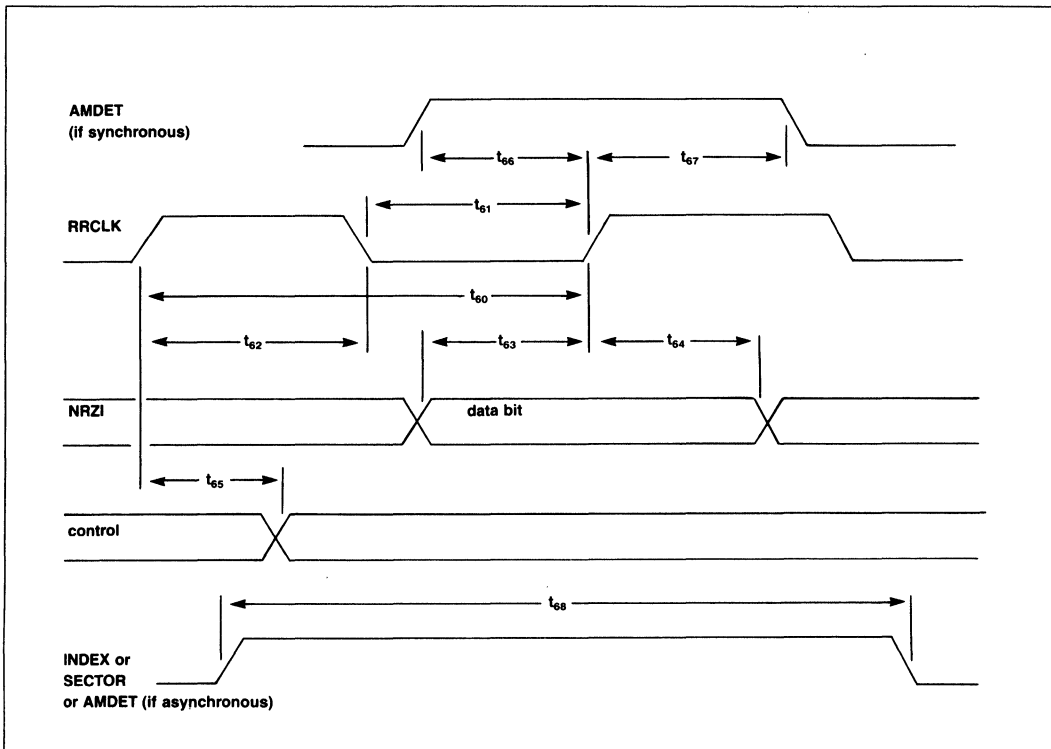 AMDET
(if synchronous)
t66
t67
t61
RRCLK
t60
t62
t63
t64
NRZI
data bit
t65
control
t68
INDEX or
SECTOR
or AMDET (if asynchronous)